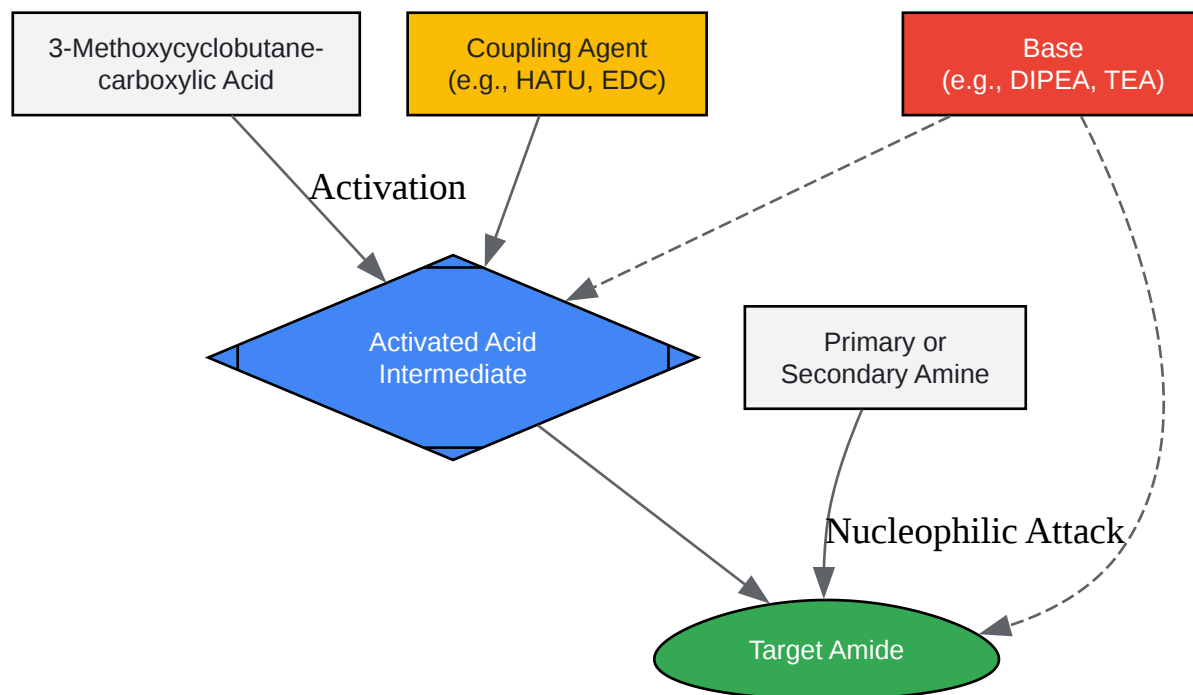 3-Methoxycyclobutane-
carboxylic Acid
Coupling Agent
(e.g., HATU, EDC)
Base
(e.g., DIPEA, TEA)
Activation
Activated Acid
Intermediate
Primary or
Secondary Amine
Nucleophilic Attack
Target Amide